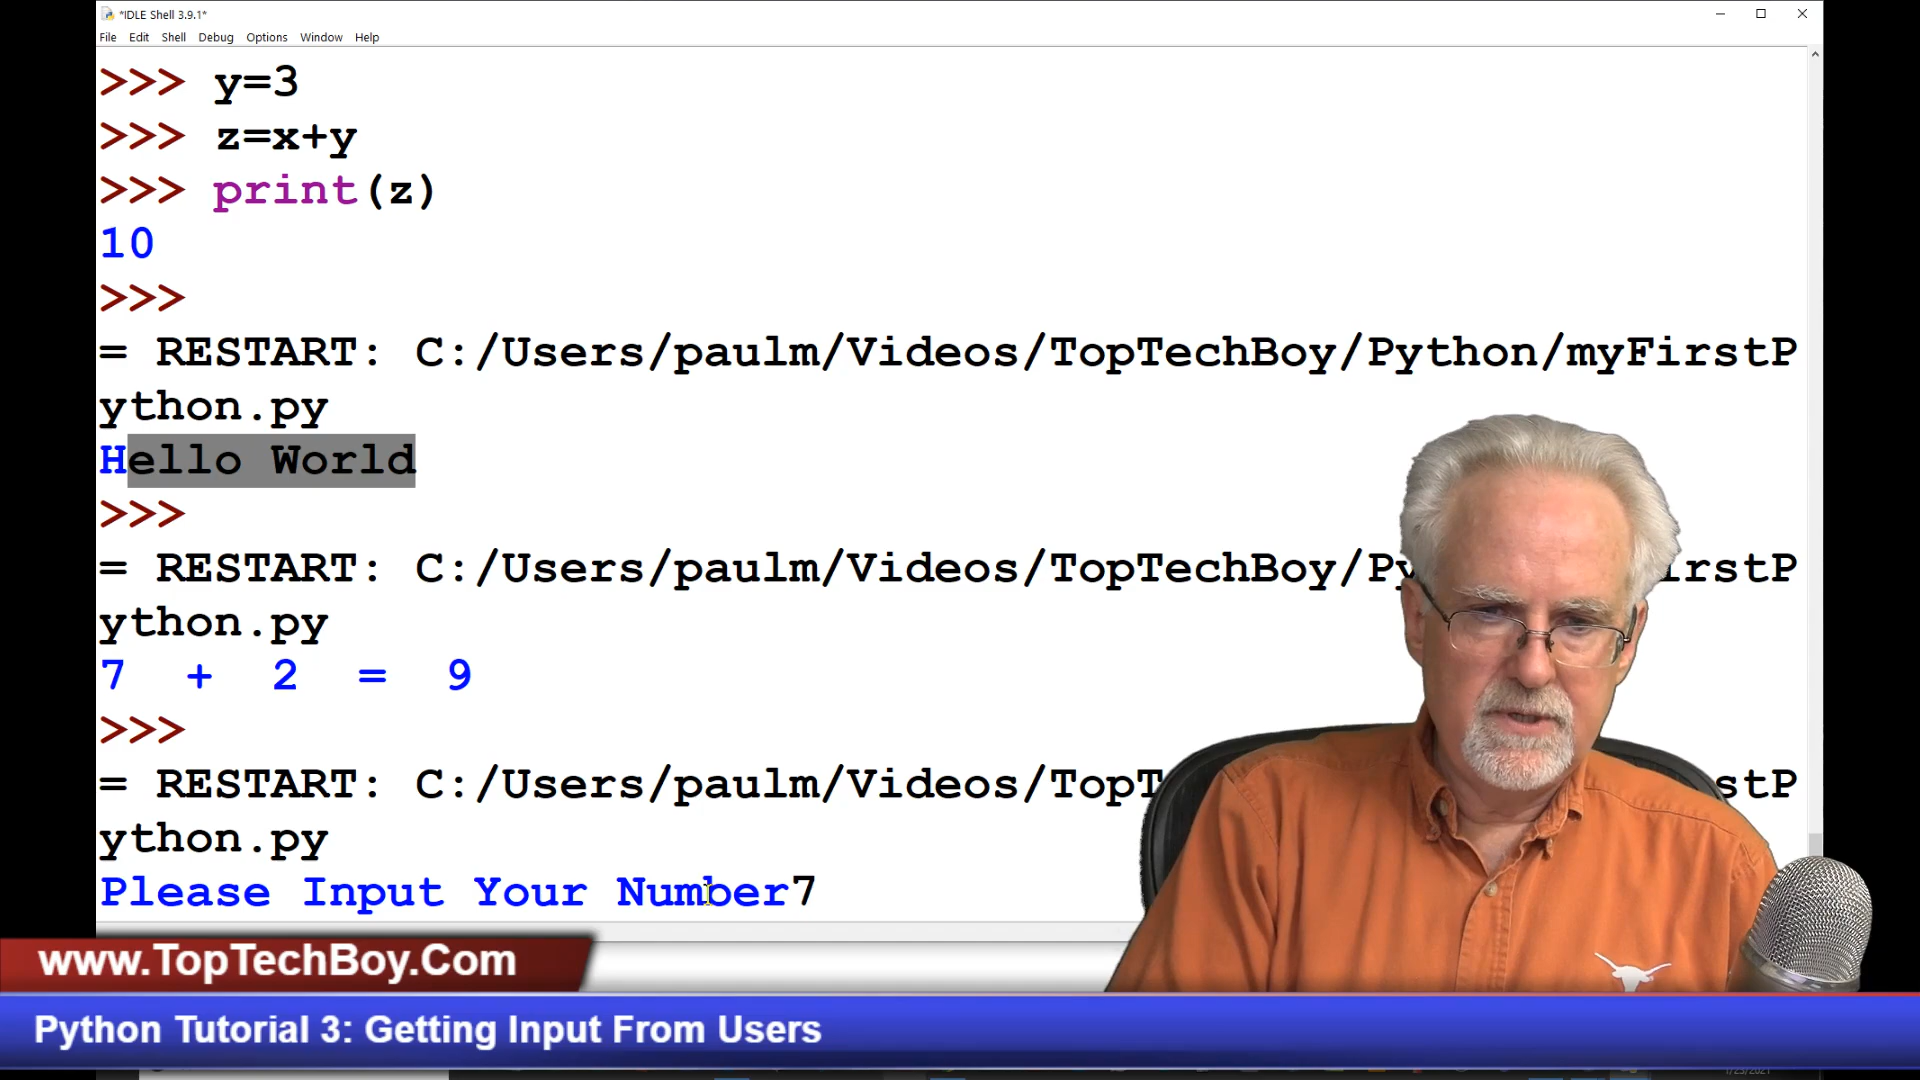 *IDLE Shell 3.9.1*
File Edit Shell Debug Options Window Help
>>> y=3
>>> z=x+y
>>> print(z)
10
>>>
= RESTART: C:/Users/paulm/Videos/TopTechBoy/Python/myFirstP
ython.py
Hello World
>>>
= RESTART: C:/Users/paulm/Videos/TopTechBoy/Py irstP
ython.py
7 + 2 = 9
>>>
= RESTART: C:/Users/paulm/Videos/TopT stP
ython.py
Please Input Your Number7
www.TopTechBoy.Com
Python Tutorial 3: Getting Input From Users